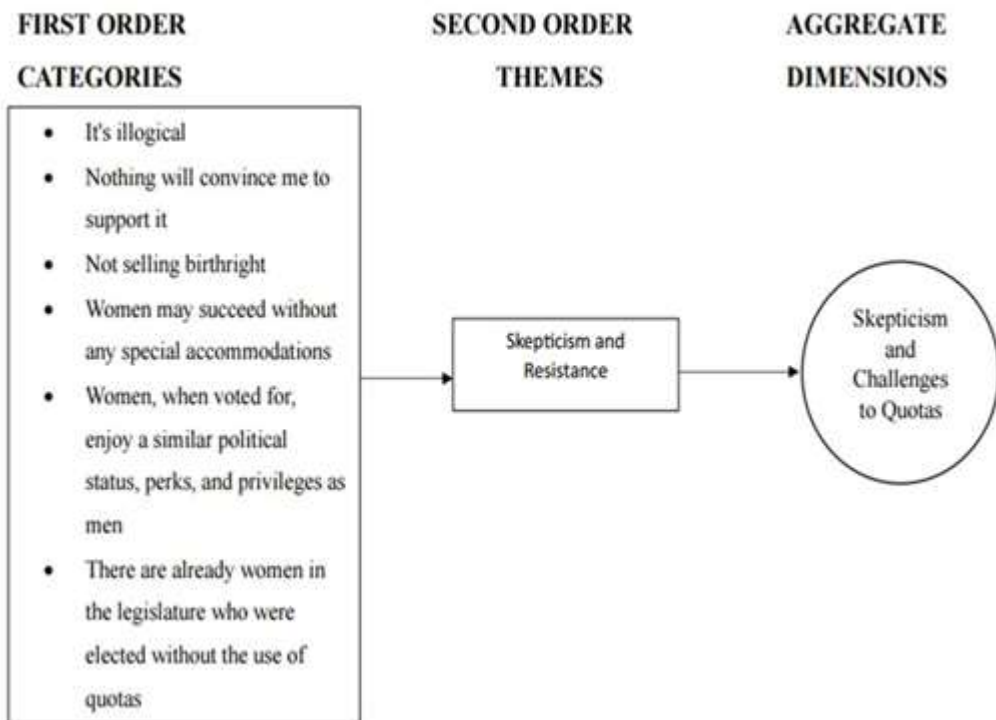 FIRST ORDER
CATEGORIES
SECOND ORDER
THEMES
AGGREGATE
DIMENSIONS
• It's illogical
• Nothing will convince me to
support it
• Not selling birthright
• Women may succeed without
any special accommodations
• Women, when voted for,
enjoy a similar political
status, perks, and privileges as
men
• There are already women in
the legislature who were
elected without the use of
quotas
Skepticism and
Resistance
Skepticism
and
Challenges
to Quotas